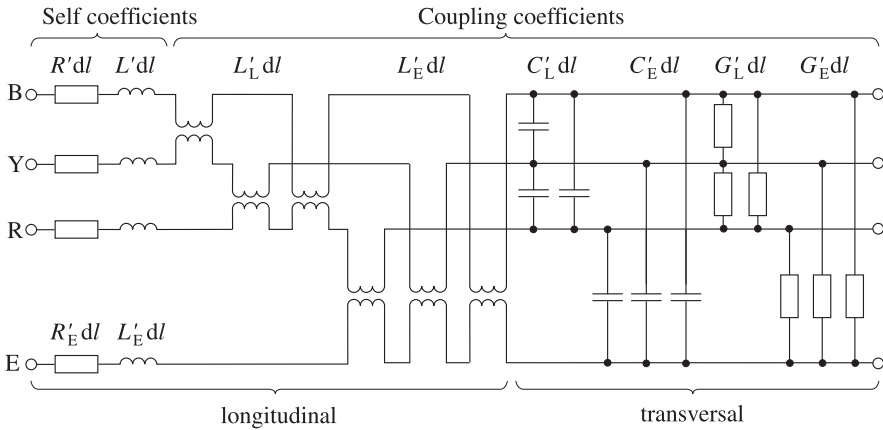 Self coefficients Coupling coefficients
R′dl L′dl L′L dl L′E dl C′L dl C′E dl G′L dl G′E dl
B
Y
R
R′E dl L′E dl
E
longitudinal transversal